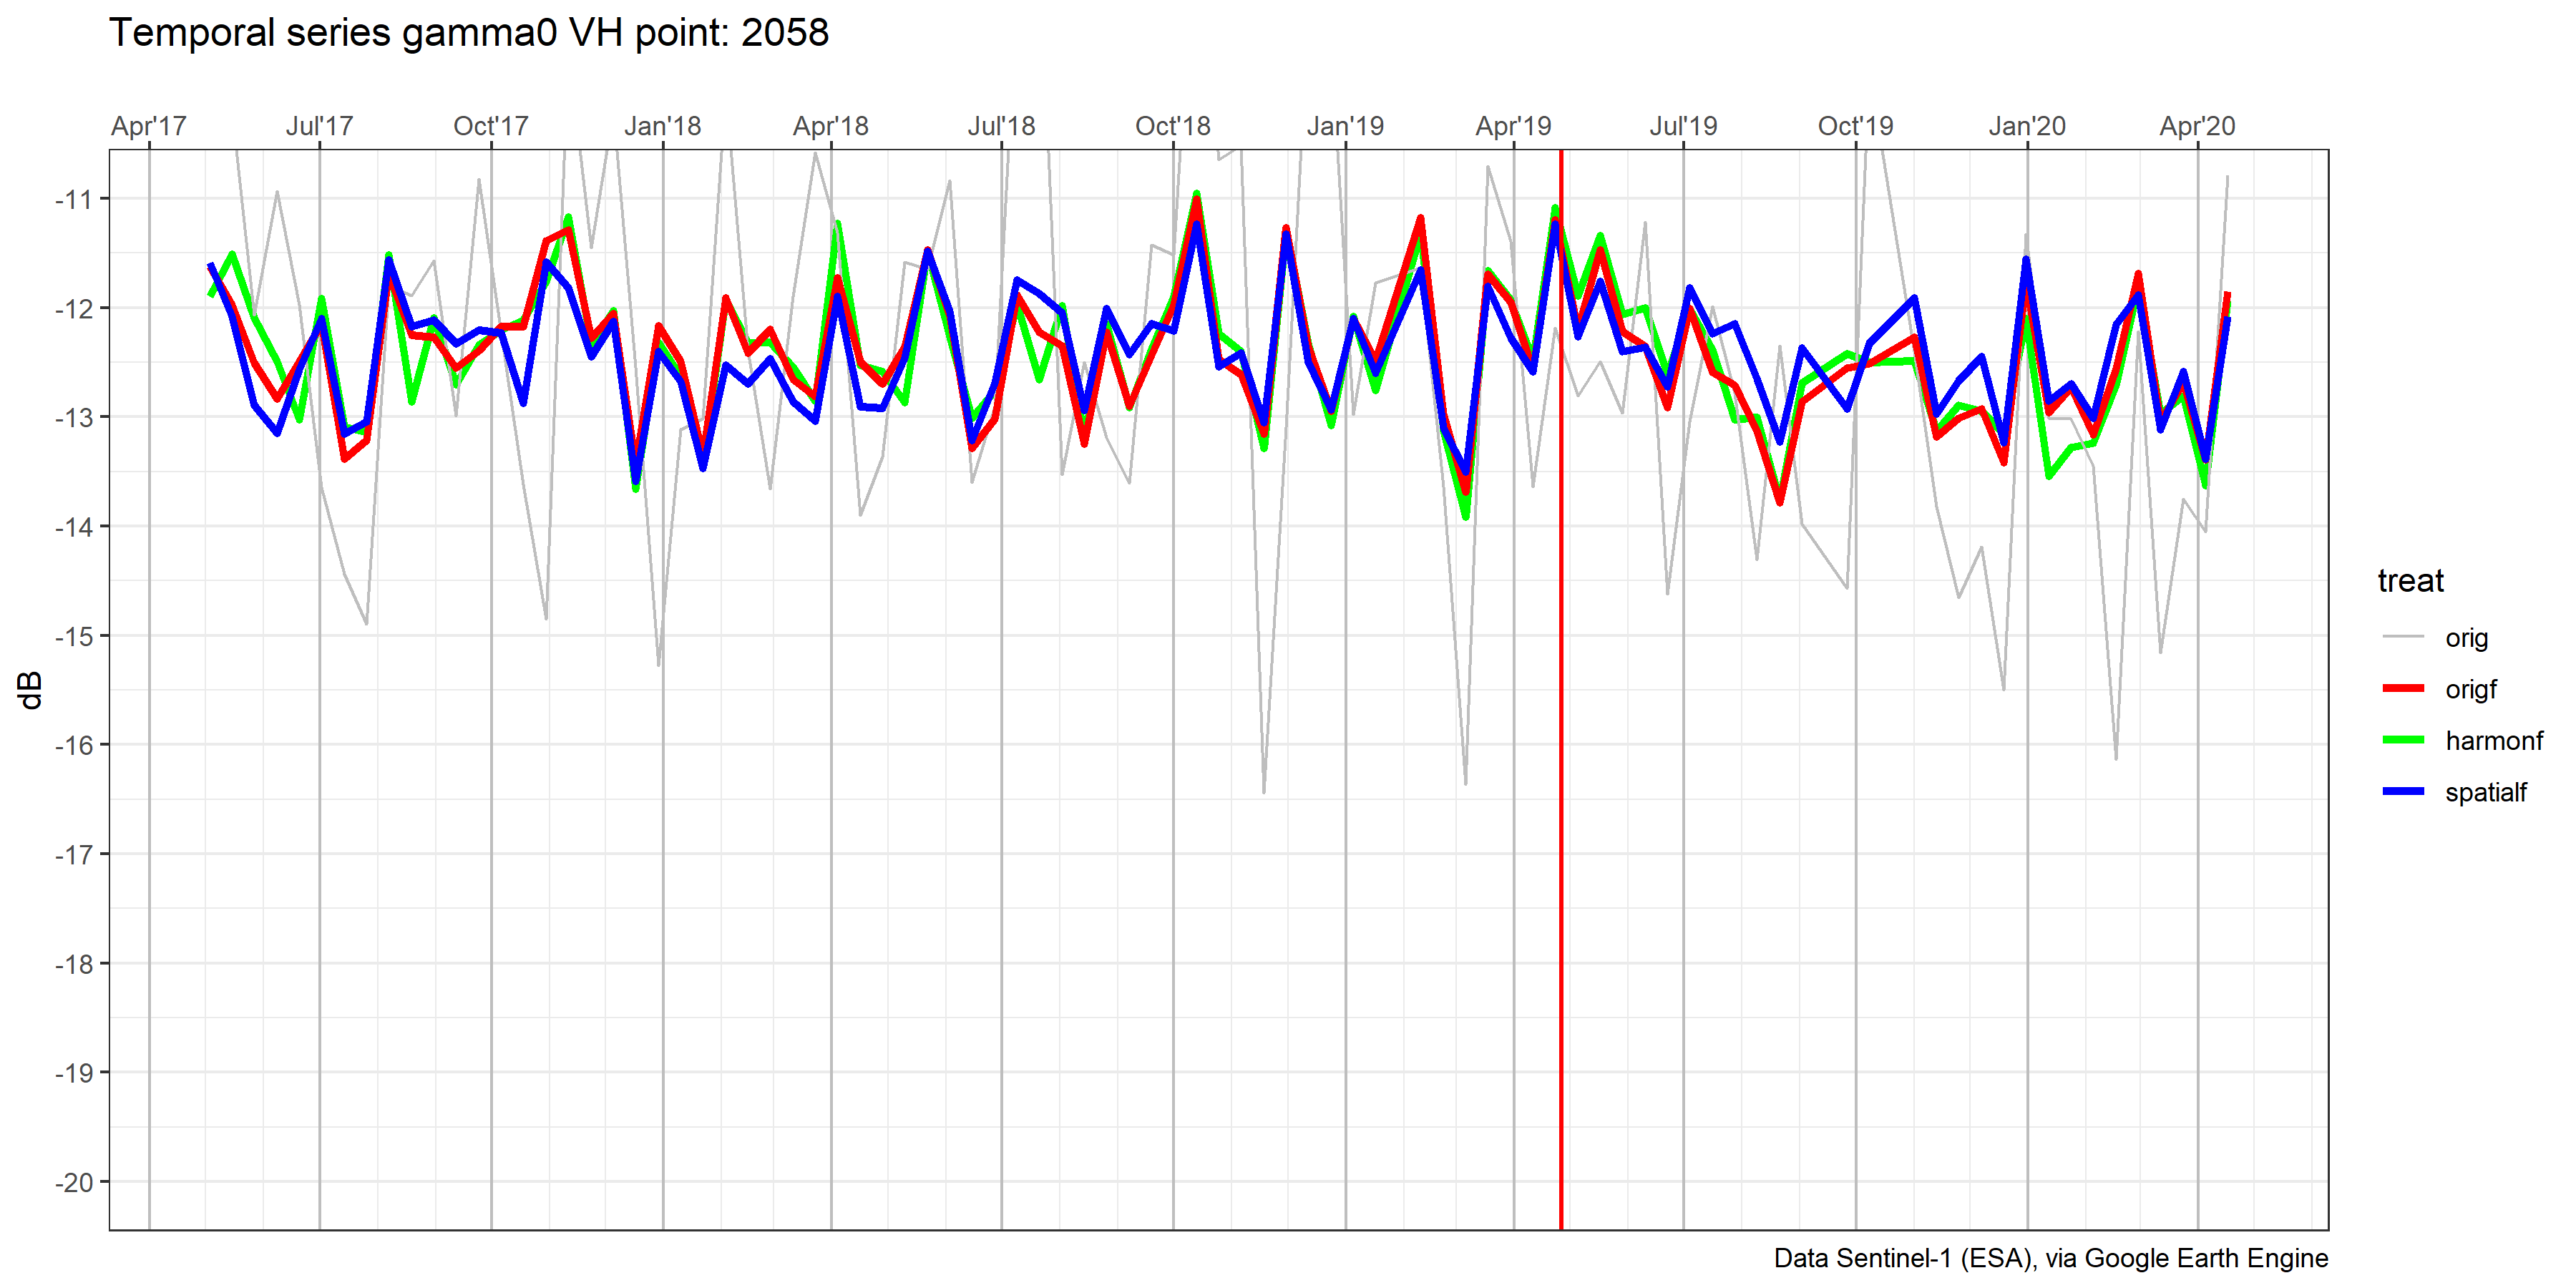 Temporal series gamma0 VH point: 2058
Apr'17 Jul'17 Oct'17 Jan'18 Apr'18 Jul'18 Oct'18 Jan'19 Apr'19 Jul'19 Oct'19 Jan'20 Apr'20
-11
-12
-13
-14
-15
-16
-17
-18
-19
-20
dB
treat
orig
origf
harmonf
spatialf
Data Sentinel-1 (ESA), via Google Earth Engine